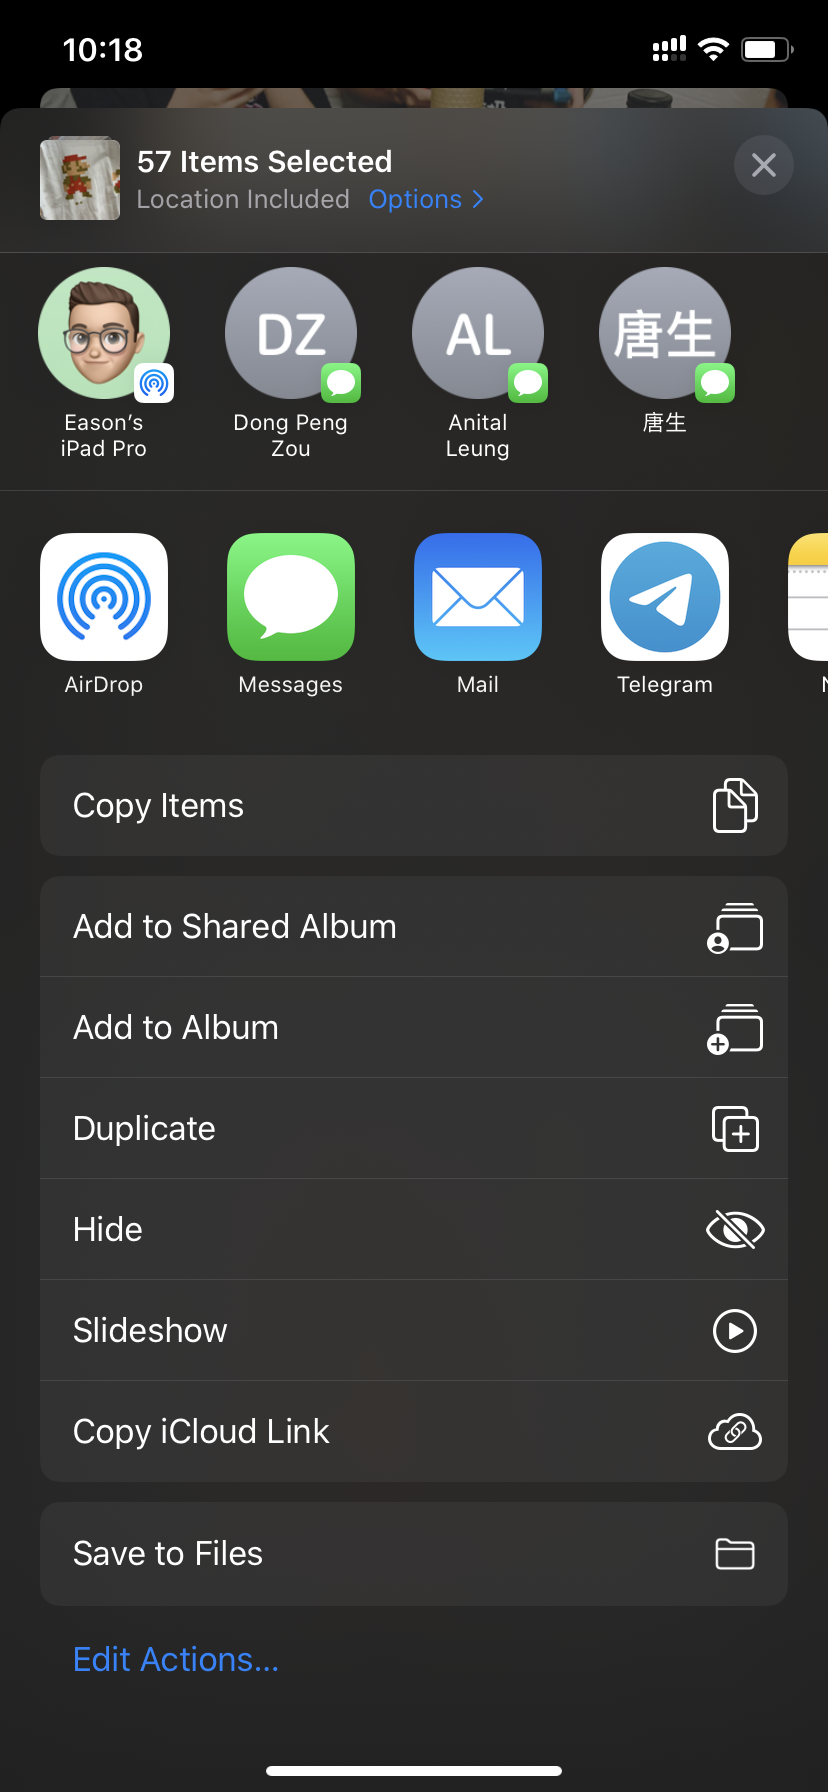 10:18
57 Items Selected
Location Included Options >
DZ
AL
唐生
Eason's
iPad Pro
Dong Peng
Zou
Anital
Leung
唐生
AirDrop
Messages
Mail
Telegram
Copy Items
Add to Shared Album
Add to Album
Duplicate
Hide
Slideshow
Copy iCloud Link
Save to Files
Edit Actions...